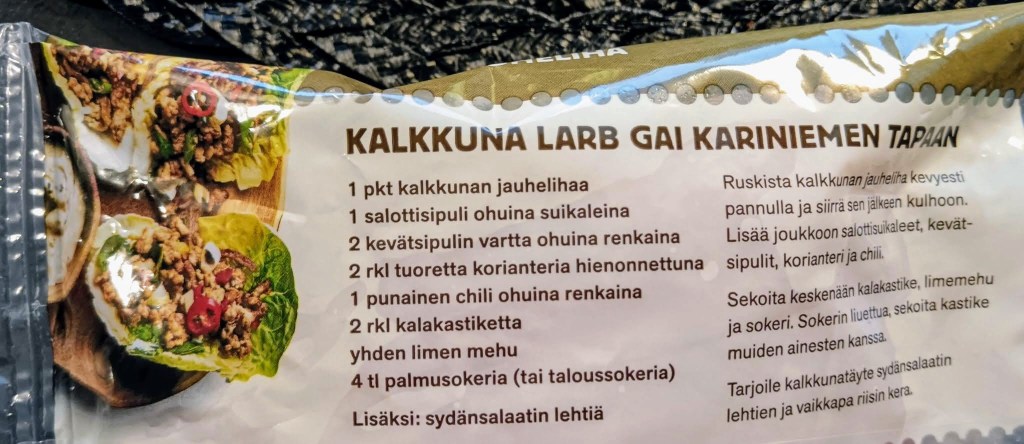 KALKKUNA LARB GAI KARINIEMEN TAPAAN
1 pkt kalkkunan jauhelihaa
1 salottisipuli ohuina suikaleina
2 kevätsipulin vartta ohuina renkaina
2 rkl tuoretta korianteria hienonnettuna
1 punainen chili ohuina renkaina
2 rkl kalakastiketta
yhden limen mehu
4 tl palmusokeria (tai taloussokeria)
Lisäksi: sydänsalaatin lehtiä
Ruskista kalkkunan jauheliha kevyesti
pannulla ja siirrä sen jälkeen kulhoon.
Lisää joukkoon salottisuikaleet, kevät-
sipulit, korianteri ja chili.
Sekoita keskenään kalakastike, limemehu
ja sokeri. Sokerin liuettua, sekoita kastike
muiden ainesten kanssa.
Tarjoile kalkkunatäyte sydänsalaatin
lehtien ja vaikkapa riisin kera.